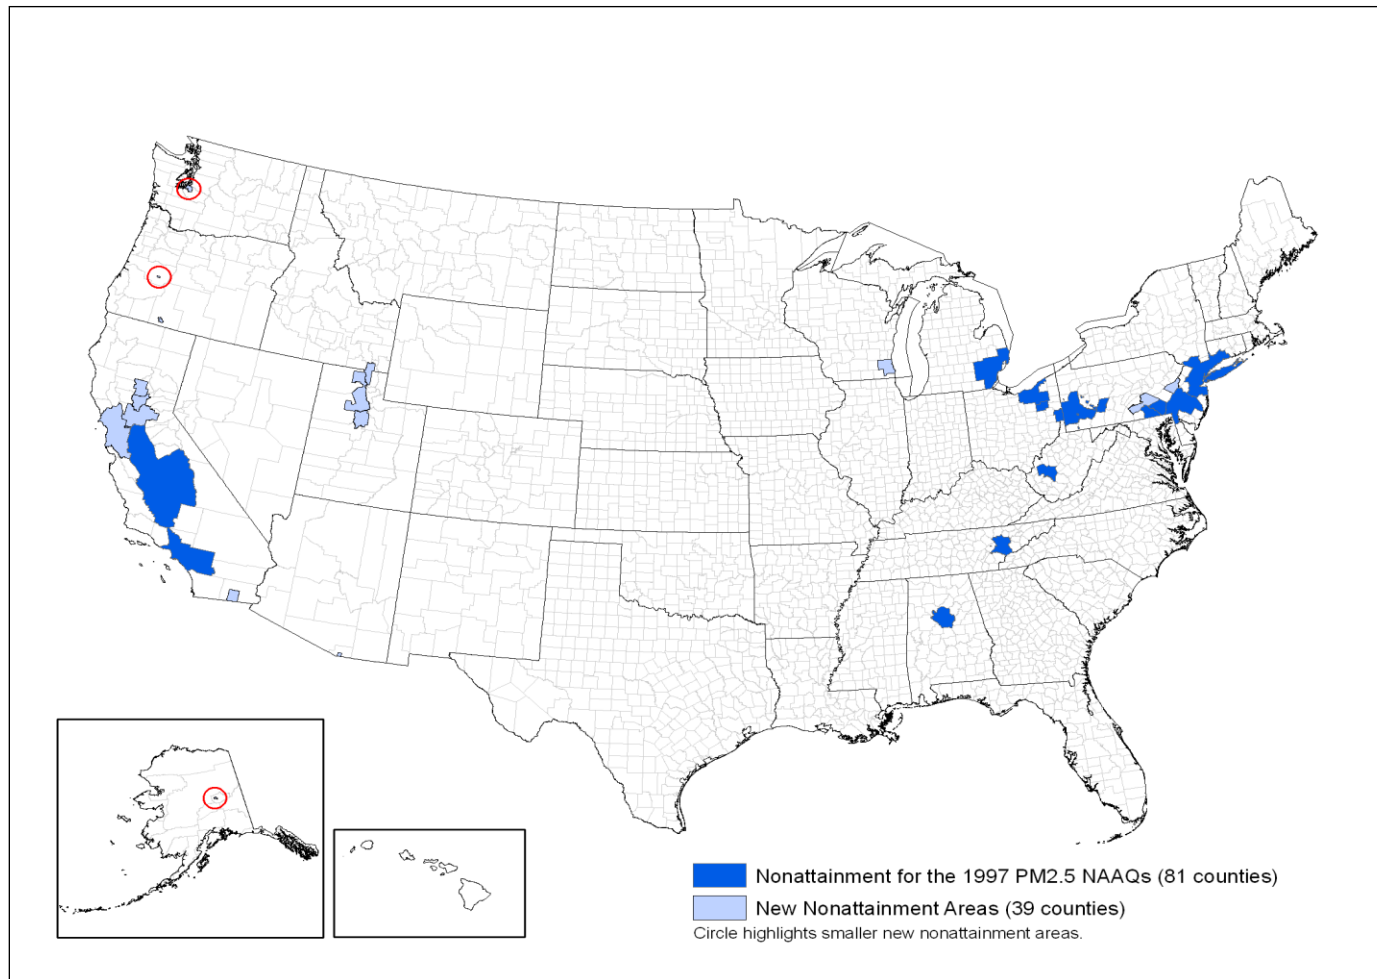 Nonattainment for the 1997 PM2.5 NAAQs (81 counties)
New Nonattainment Areas (39 counties)
Circle highlights smaller new nonattainment areas.